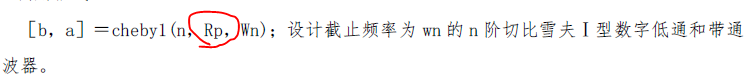 [b, a] =cheby1(n, Rp, Wn); 设计截止频率为 wn 的 n 阶切比雪夫 I 型数字低通和带通
波器。